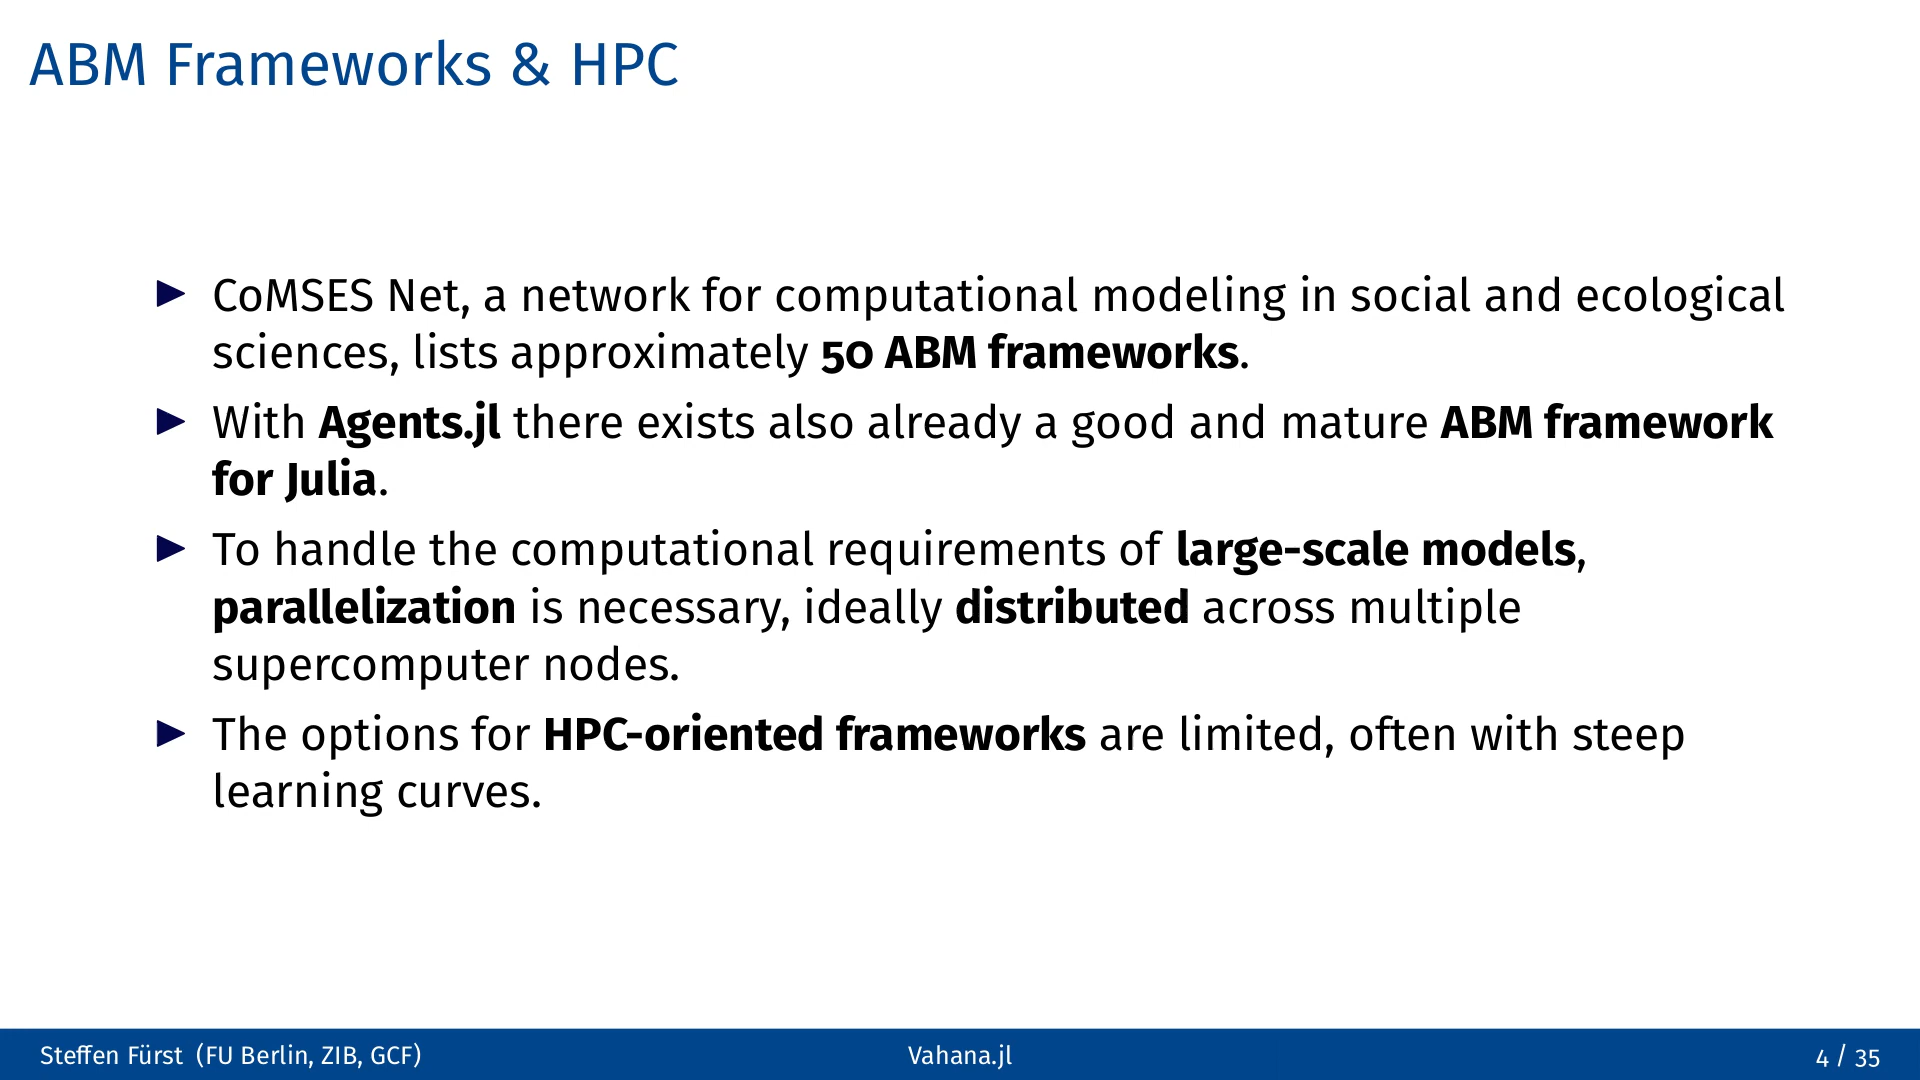 ABM Frameworks & HPC
▶ CoMSES Net, a network for computational modeling in social and ecological
sciences, lists approximately 50 ABM frameworks.
▶ With Agents.jl there exists also already a good and mature ABM framework
for Julia.
▶ To handle the computational requirements of large-scale models,
parallelization is necessary, ideally distributed across multiple
supercomputer nodes.
▶ The options for HPC-oriented frameworks are limited, often with steep
learning curves.
Steffen Fürst (FU Berlin, ZIB, GCF) Vahana.jl 4 / 35